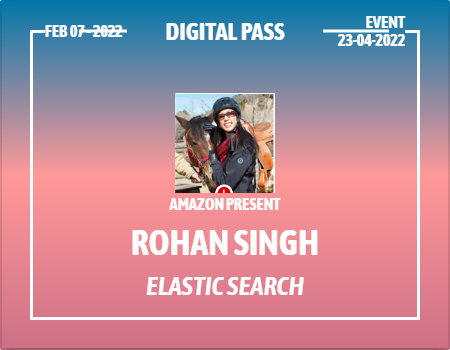 FEB 07 - 2022
DIGITAL PASS
EVENT
23-04-2022
AMAZON PRESENT
ROHAN SINGH
ELASTIC SEARCH